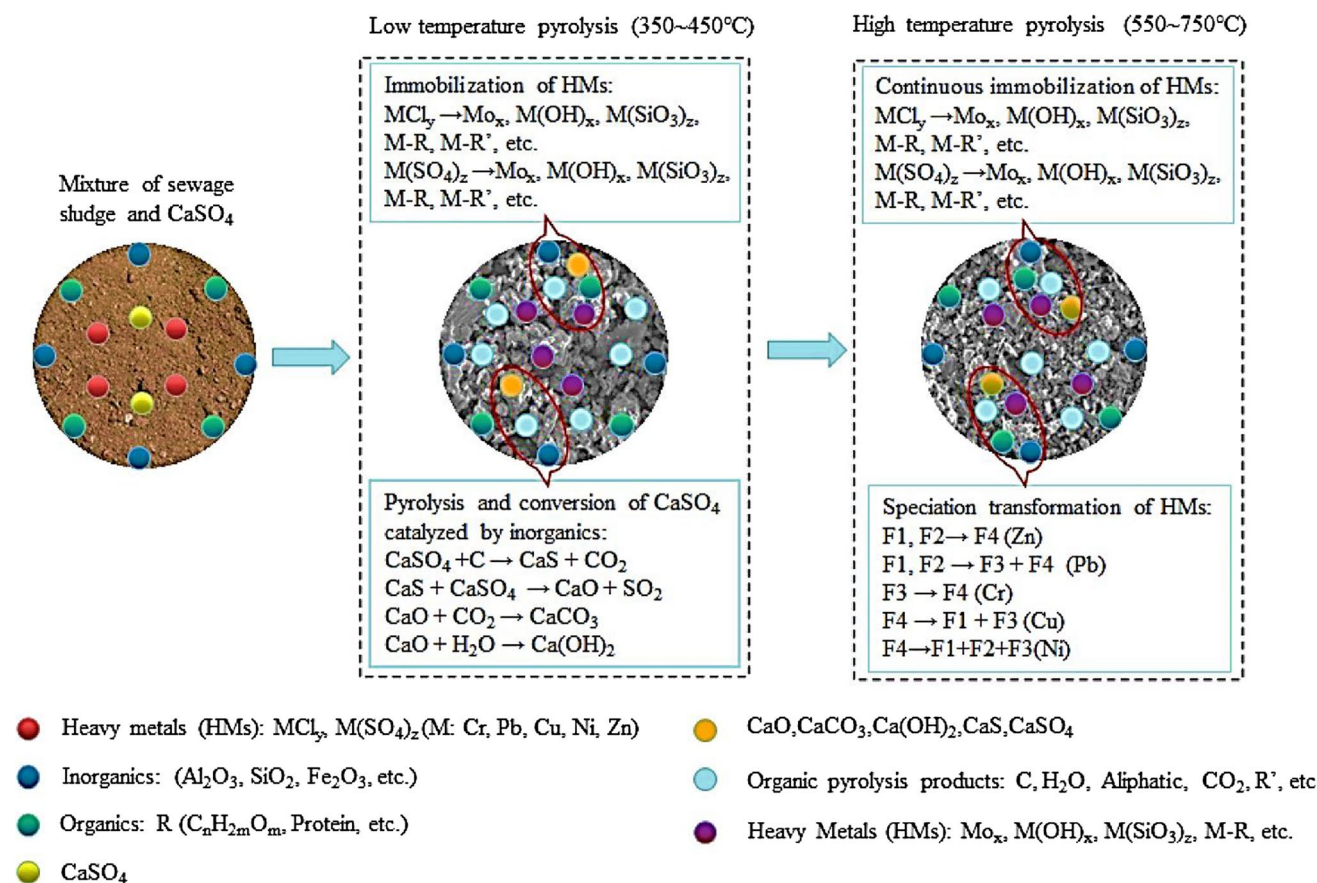 Low temperature pyrolysis (350~450℃)
High temperature pyrolysis (550~750℃)
Mixture of sewage
sludge and CaSO₄
Immobilization of HMs:
MClᵧ →Moₓ, M(OH)ₓ, M(SiO₃)z,
M-R, M-R’, etc.
M(SO₄)z →Moₓ, M(OH)ₓ, M(SiO₃)z,
M-R, M-R’, etc.
Continuous immobilization of HMs:
MClᵧ →Moₓ, M(OH)ₓ, M(SiO₃)z,
M-R, M-R’, etc.
M(SO₄)z →Moₓ, M(OH)ₓ, M(SiO₃)z,
M-R, M-R’, etc.
Pyrolysis and conversion of CaSO₄
catalyzed by inorganics:
CaSO₄ +C → CaS + CO₂
CaS + CaSO₄ → CaO + SO₂
CaO + CO₂ → CaCO₃
CaO + H₂O → Ca(OH)₂
Speciation transformation of HMs:
F1, F2→ F4 (Zn)
F1, F2 → F3 + F4 (Pb)
F3 → F4 (Cr)
F4 → F1 + F3 (Cu)
F4→F1+F2+F3(Ni)
Heavy metals (HMs): MClᵧ, M(SO₄)z (M: Cr, Pb, Cu, Ni, Zn)
Inorganics: (Al₂O₃, SiO₂, Fe₂O₃, etc.)
Organics: R (CₙH₂ₘOₘ, Protein, etc.)
CaSO₄
CaO,CaCO₃,Ca(OH)₂,CaS,CaSO₄
Organic pyrolysis products: C, H₂O, Aliphatic, CO₂, R’, etc
Heavy Metals (HMs): Moₓ, M(OH)ₓ, M(SiO₃)z, M-R, etc.